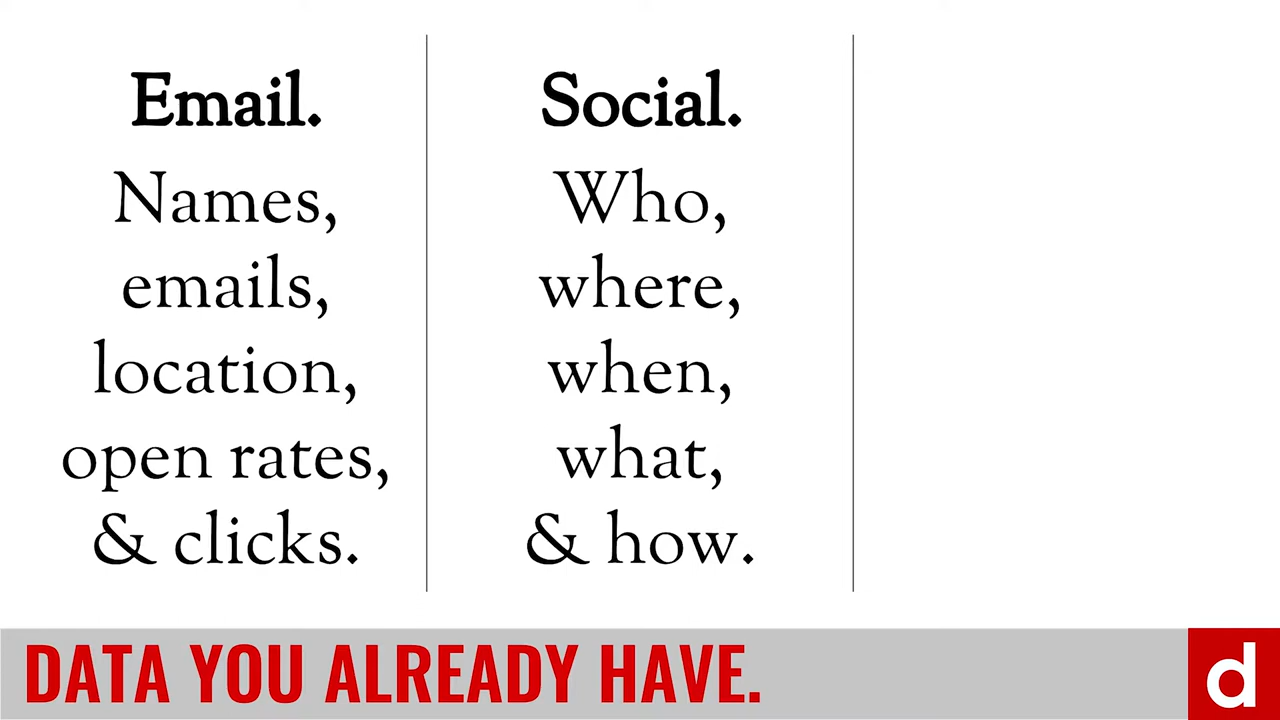 Email.
Names,
emails,
location,
open rates,
& clicks.
Social.
Who,
where,
when,
what,
& how.
DATA YOU ALREADY HAVE.
d